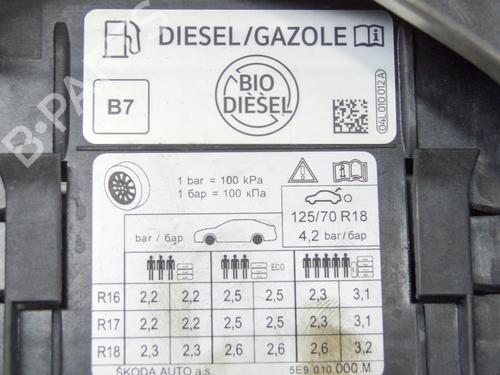 DIESEL/GAZOLE
B7
BIO
DIÈSEL
04L 010 012 A
1 bar = 100 kPa
1 бар = 100 кПа
125/70 R18
4,2 bar/бар
bar / бар
ECO
R16 2,2 2,2 2,5 2,5 2,3 3,1
R17 2,2 2,2 2,5 2,5 2,3 3,1
R18 2,3 2,3 2,6 2,6 2,6 3,2
ŠKODA AUTO a.s. 5E9 010 000 M
B-PARTS